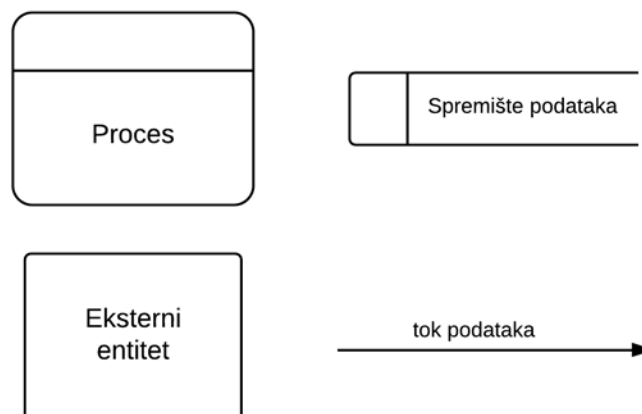 Proces
Spremište podataka
Eksterni
entitet
tok podataka